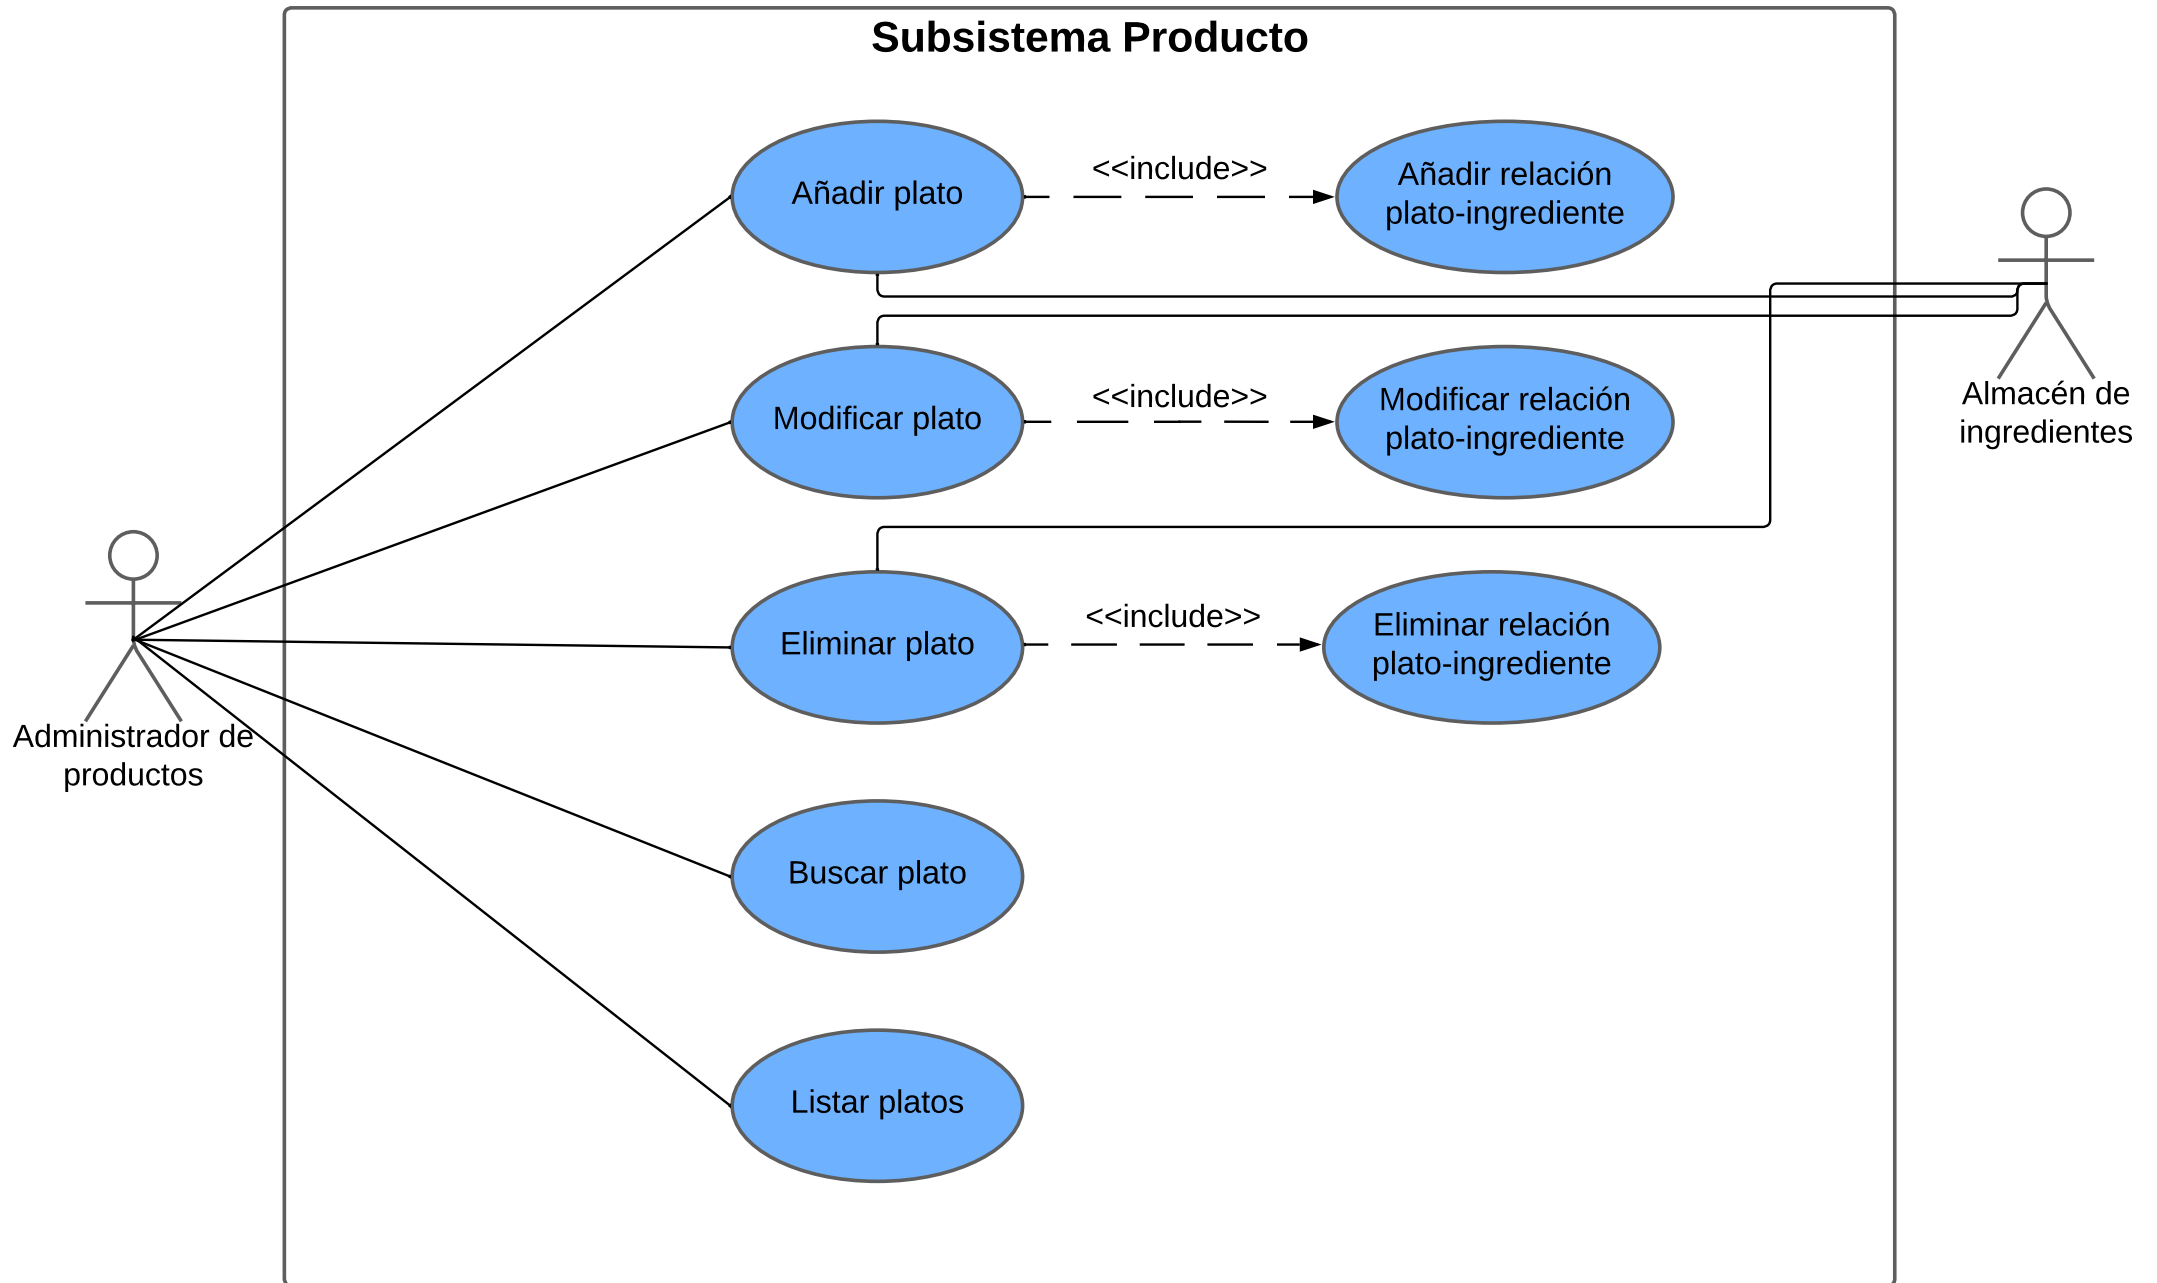 Subsistema Producto
Añadir plato
<<include>>
Añadir relación
plato-ingrediente
Almacén de
ingredientes
Modificar plato
<<include>>
Modificar relación
plato-ingrediente
Administrador de
productos
Eliminar plato
<<include>>
Eliminar relación
plato-ingrediente
Buscar plato
Listar platos